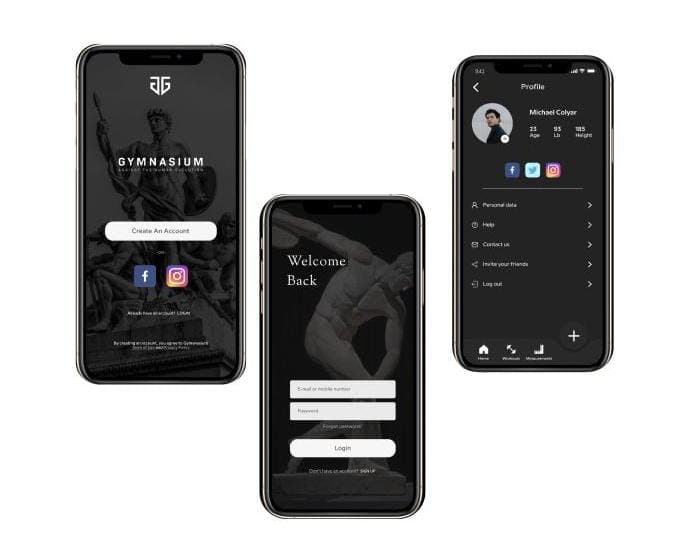 GYMNASIUM
AGAINST THE HUMAN EVOLUTION
Create An Account
OR
Already have an account? LOGIN
By creating an account, you agree to Gymnasium
Term of Use and Privacy Policy
Welcome
Back
E-mail or mobile number
Password
Forgot password?
Login
Don't have an account? SIGN UP
9:41
Profile
Michael Colyar
23 93 185
Age Lb Height
Personal data
Help
Contact us
Invite your friends
Log out
Home Workouts Measurements